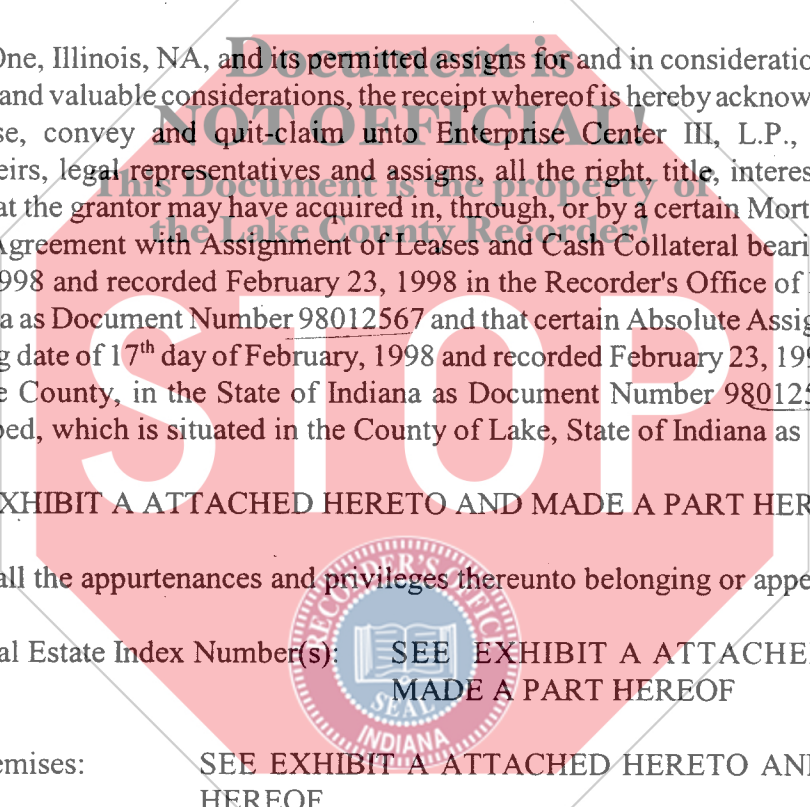 One, Illinois, NA, and its permitted assigns for and in consideratio
and valuable considerations, the receipt whereof is hereby acknow
se, convey and quit-claim unto Enterprise Center III, L.P.,
eirs, legal representatives and assigns, all the right, title, interes
at the grantor may have acquired in, through, or by a certain Mort
Agreement with Assignment of Leases and Cash Collateral beari
998 and recorded February 23, 1998 in the Recorder's Office of
a as Document Number 98012567 and that certain Absolute Assig
g date of 17th day of February, 1998 and recorded February 23, 199
e County, in the State of Indiana as Document Number 980125
bed, which is situated in the County of Lake, State of Indiana as
EXHIBIT A ATTACHED HERETO AND MADE A PART HER
all the appurtenances and privileges thereunto belonging or appe
al Estate Index Number(s): SEE EXHIBIT A ATTACHE
MADE A PART HEREOF
emises: SEE EXHIBIT A ATTACHED HERETO AND
HEREOF
Document is
NOT OFFICIAL!
This Document is the property of
the Lake County Recorder!
STOP
RECORDER'S OFFICE
SEAL
INDIANA